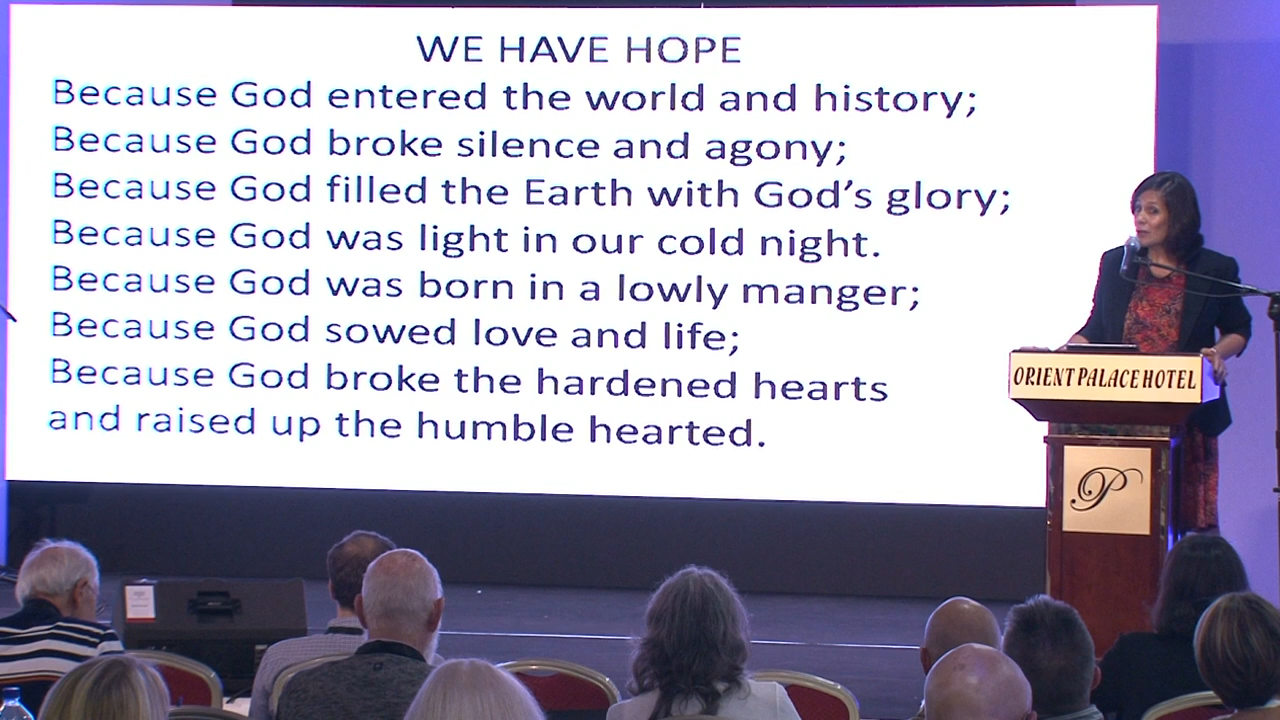 WE HAVE HOPE
Because God entered the world and history;
Because God broke silence and agony;
Because God filled the Earth with God's glory;
Because God was light in our cold night.
Because God was born in a lowly manger;
Because God sowed love and life;
Because God broke the hardened hearts
and raised up the humble hearted.
ORIENT PALACE HOTEL
P